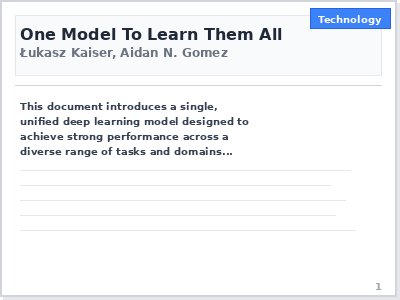 Technology
One Model To Learn Them All
Łukasz Kaiser, Aidan N. Gomez
This document introduces a single,
unified deep learning model designed to
achieve strong performance across a
diverse range of tasks and domains...
1